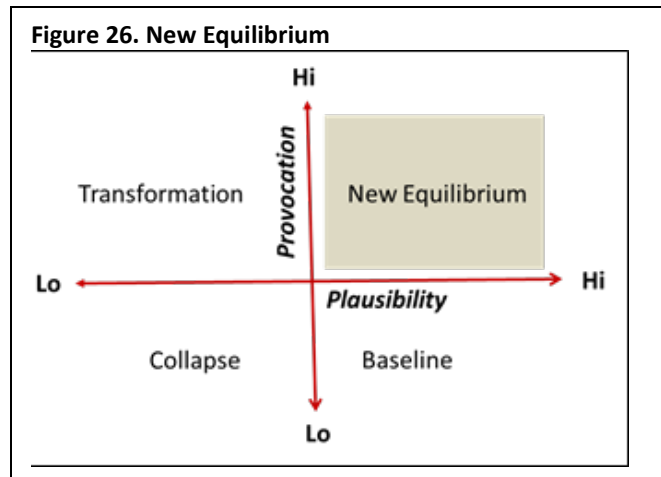 Figure 26. New Equilibrium
Hi
Provocation
Transformation
New Equilibrium
Lo
Hi
Plausibility
Collapse
Baseline
Lo